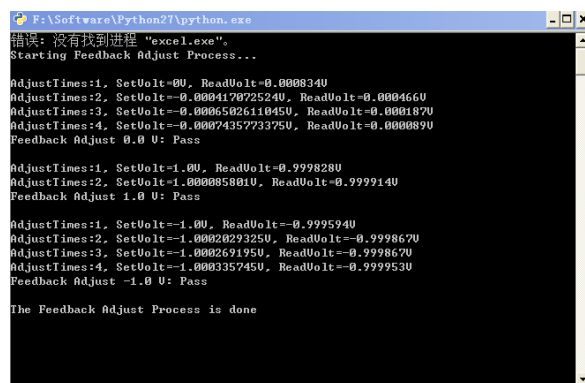 F:\Software\Python27\python.exe
错误: 没有找到进程 "excel.exe"。
Starting Feedback Adjust Process...
AdjustTimes:1, SetVolt=0V, ReadVolt=0.000834V
AdjustTimes:2, SetVolt=-0.000417072524V, ReadVolt=0.000466V
AdjustTimes:3, SetVolt=-0.00065026110​45V, ReadVolt=0.000187V
AdjustTimes:4, SetVolt=-0.0007435773375V, ReadVolt=0.000089V
Feedback Adjust 0.0 V: Pass
AdjustTimes:1, SetVolt=1.0V, ReadVolt=0.999828V
AdjustTimes:2, SetVolt=1.000085801V, ReadVolt=0.999914V
Feedback Adjust 1.0 V: Pass
AdjustTimes:1, SetVolt=-1.0V, ReadVolt=-0.999594V
AdjustTimes:2, SetVolt=-1.0002029325V, ReadVolt=-0.999867V
AdjustTimes:3, SetVolt=-1.000269195V, ReadVolt=-0.999867V
AdjustTimes:4, SetVolt=-1.000335745V, ReadVolt=-0.999953V
Feedback Adjust -1.0 V: Pass
The Feedback Adjust Process is done